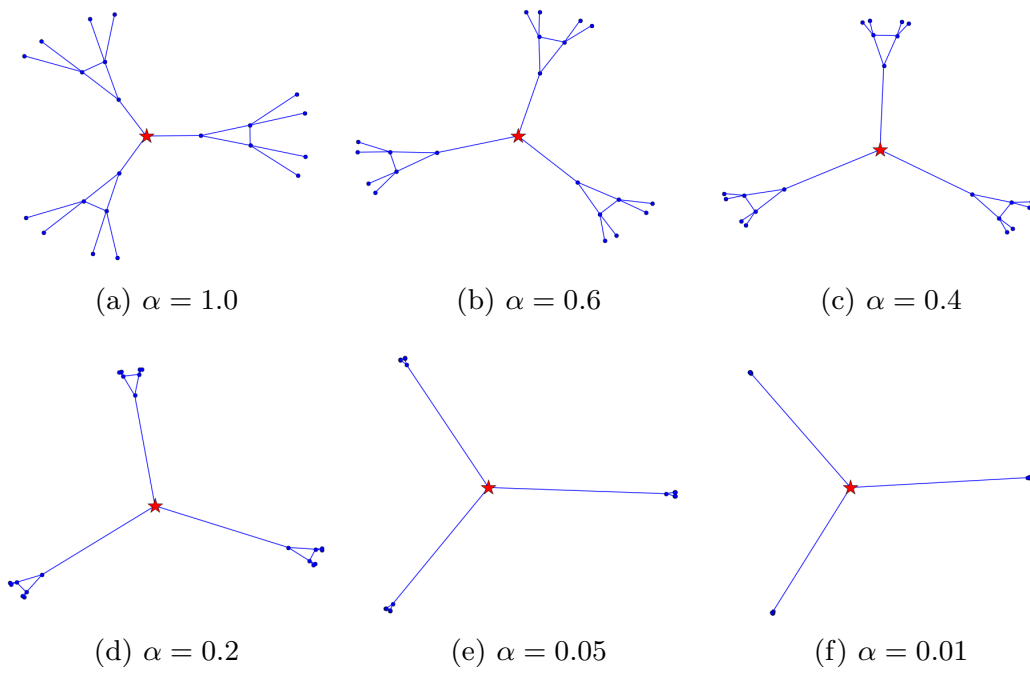 (a) α = 1.0
(b) α = 0.6
(c) α = 0.4
(d) α = 0.2
(e) α = 0.05
(f) α = 0.01